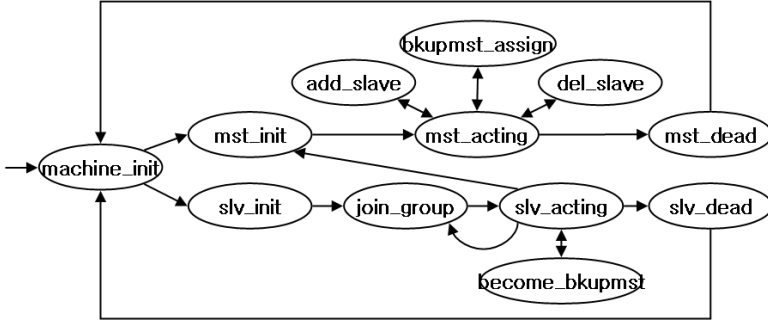 bkupmst_assign
add_slave
del_slave
mst_init
mst_acting
mst_dead
machine_init
slv_init
join_group
slv_acting
slv_dead
become_bkupmst